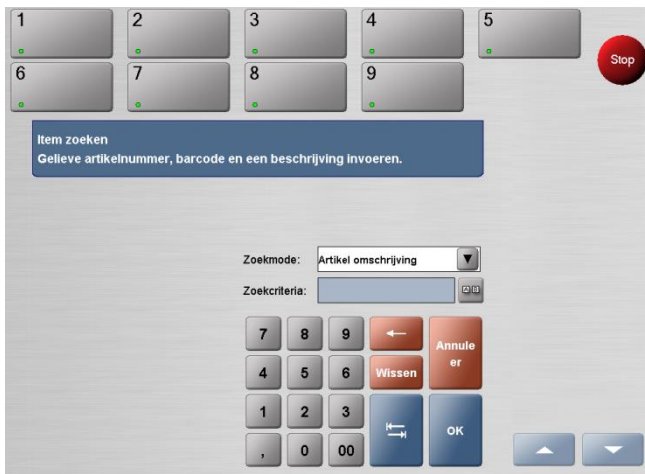 1 2 3 4 5
Stop
6 7 8 9
Item zoeken
Gelieve artikelnummer, barcode en een beschrijving invoeren.
Zoekmode: Artikel omschrijving
Zoekcriteria:
7 8 9 Annule
er
4 5 6 Wissen
1 2 3 OK
, 0 00